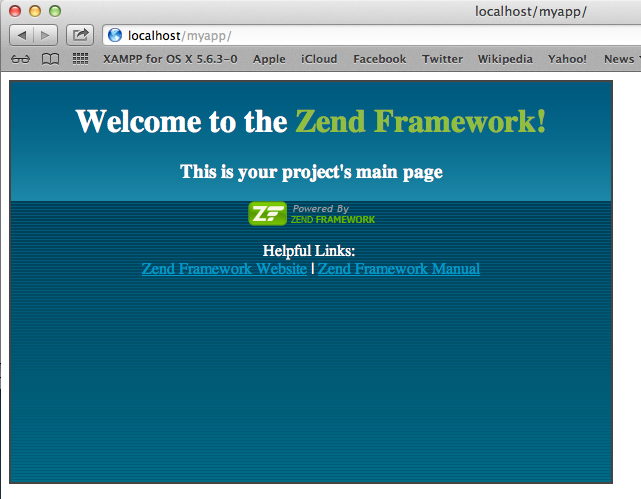 localhost/myapp/
localhost/myapp/
XAMPP for OS X 5.6.3-0 Apple iCloud Facebook Twitter Wikipedia Yahoo! News
Welcome to the Zend Framework!
This is your project's main page
ZF Powered By
ZEND FRAMEWORK
Helpful Links:
Zend Framework Website | Zend Framework Manual